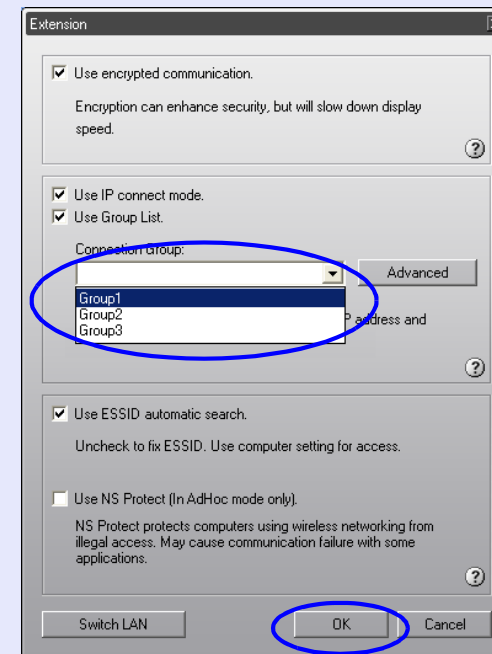 Extension
Use encrypted communication.
Encryption can enhance security, but will slow down display
speed.
?
Use IP connect mode.
Use Group List.
Connection Group:
Advanced
Group1
Group2
Group3
address and
?
Use ESSID automatic search.
Uncheck to fix ESSID. Use computer setting for access.
Use NS Protect (In AdHoc mode only).
NS Protect protects computers using wireless networking from
illegal access. May cause communication failure with some
applications.
?
Switch LAN OK Cancel